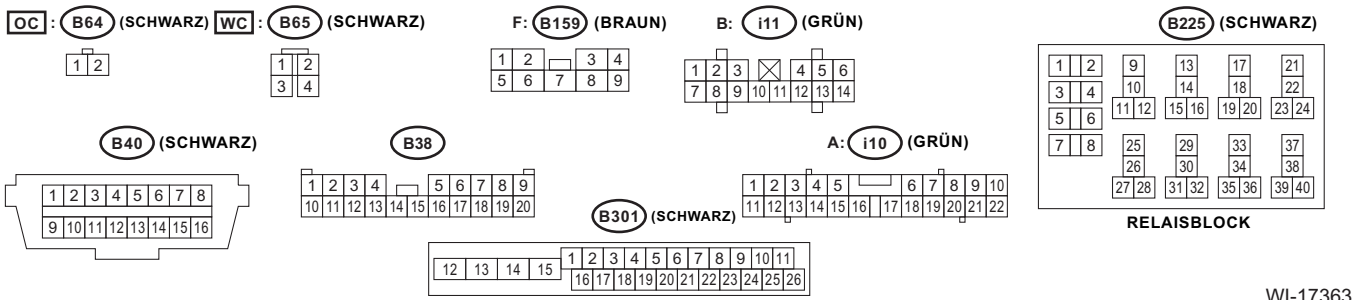 OC : B64 (SCHWARZ) WC : B65 (SCHWARZ) F: B159 (BRAUN) B: i11 (GRÜN) B225 (SCHWARZ)
1 2
1 2
3 4
1 2 3 4
5 6 7 8 9
1 2 3 4 5 6
7 8 9 10 11 12 13 14
1 2 9 13 17 21
3 4 10 14 18 22
11 12 15 16 19 20 23 24
5 6
7 8 25 29 33 37
26 30 34 38
27 28 31 32 35 36 39 40
RELAISBLOCK
B40 (SCHWARZ) B38 A: i10 (GRÜN)
1 2 3 4 5 6 7 8
9 10 11 12 13 14 15 16
1 2 3 4 5 6 7 8 9
10 11 12 13 14 15 16 17 18 19 20
1 2 3 4 5 6 7 8 9 10
11 12 13 14 15 16 17 18 19 20 21 22
B301 (SCHWARZ)
12 13 14 15 1 2 3 4 5 6 7 8 9 10 11
16 17 18 19 20 21 22 23 24 25 26
WI-17363